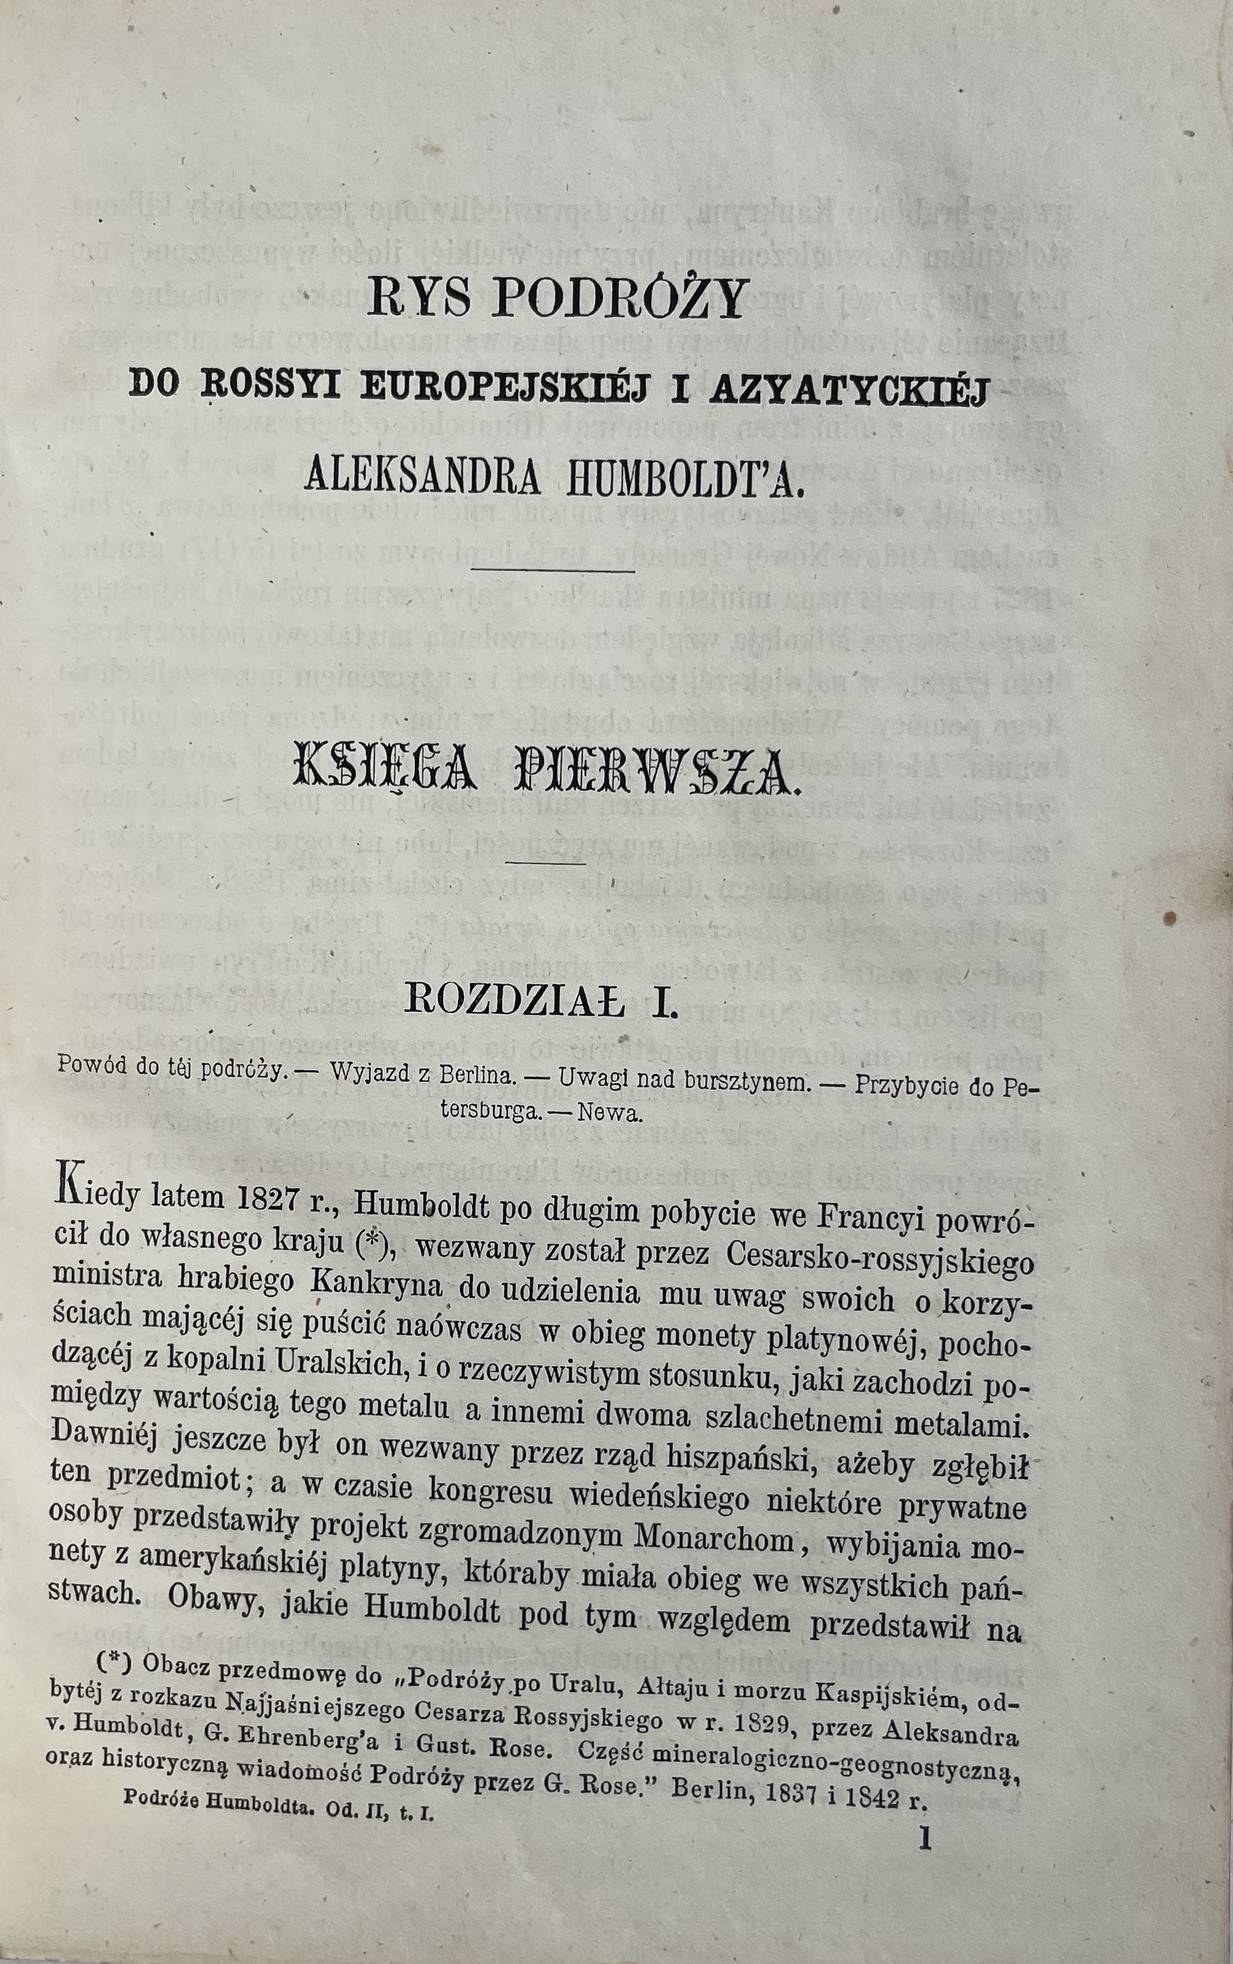 RYS PODRÓŻY
DO ROSSYI EUROPEJSKIÉJ I AZYATYCKIÉJ
ALEKSANDRA HUMBOLDT'A.
KSIĘGA PIERWSZA.
ROZDZIAŁ I.
Powód do téj podróży. — Wyjazd z Berlina. — Uwagi nad bursztynem. — Przybycie do Pe-
tersburga. — Newa.
Kiedy latem 1827 r., Humboldt po długim pobycie we Francyi powró-
cił do własnego kraju (*), wezwany został przez Cesarsko-rossyjskiego
ministra hrabiego Kankryna do udzielenia mu uwag swoich o korzy-
ściach mającéj się puścić naówczas w obieg monety platynowéj, pocho-
dzącéj z kopalni Uralskich, i o rzeczywistym stosunku, jaki zachodzi po-
między wartością tego metalu a innemi dwoma szlachetnemi metalami.
Dawniéj jeszcze był on wezwany przez rząd hiszpański, ażeby zgłębił
ten przedmiot; a w czasie kongresu wiedeńskiego niektóre prywatne
osoby przedstawiły projekt zgromadzonym Monarchom, wybijania mo-
nety z amerykańskiéj platyny, któraby miała obieg we wszystkich pań-
stwach. Obawy, jakie Humboldt pod tym względem przedstawił na
(*) Obacz przedmowę do „Podróży po Uralu, Ałtaju i morzu Kaspijskiém, od-
bytéj z rozkazu Najjaśniejszego Cesarza Rossyjskiego w r. 1829, przez Aleksandra
v. Humboldt, G. Ehrenberg'a i Gust. Rose. Część mineralogiczno-geognostyczną,
oraz historyczną wiadomość Podróży przez G. Rose." Berlin, 1837 i 1842 r.
Podróże Humboldta. Od. II, t. I.
1